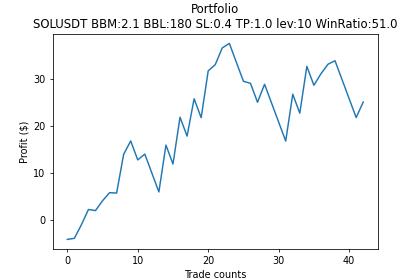 Portfolio
SOLUSDT BBM:2.1 BBL:180 SL:0.4 TP:1.0 lev:10 WinRatio:51.0
30
20
10
0
Profit ($)
0 10 20 30 40
Trade counts